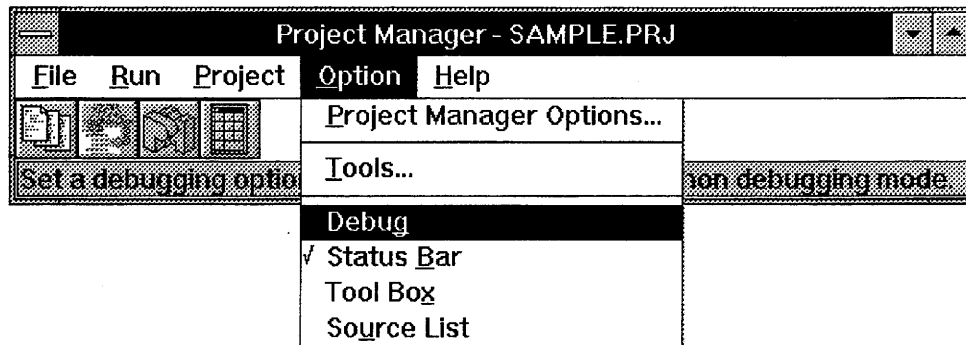 Project Manager - SAMPLE.PRJ
File Run Project Option Help
Project Manager Options...
Tools...
Set a debugging non debugging mode.
Debug
√ Status Bar
Tool Box
Source List